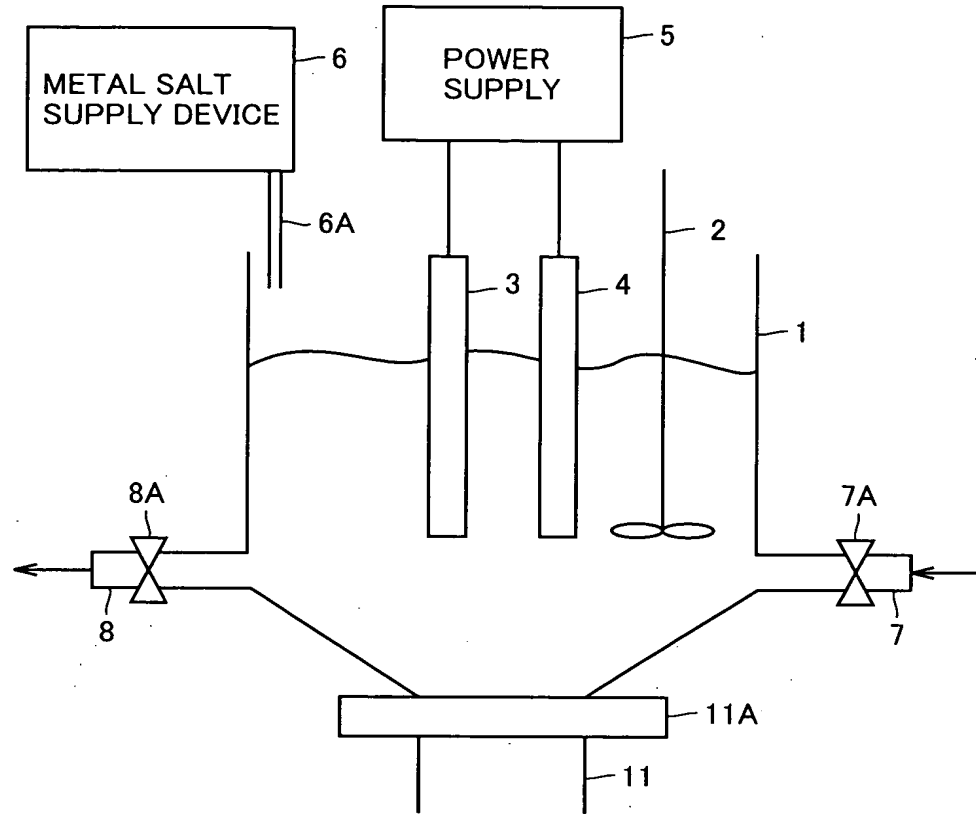 6
METAL SALT
SUPPLY DEVICE
5
POWER
SUPPLY
6A
2
3
4
1
8A
7A
8
7
11A
11